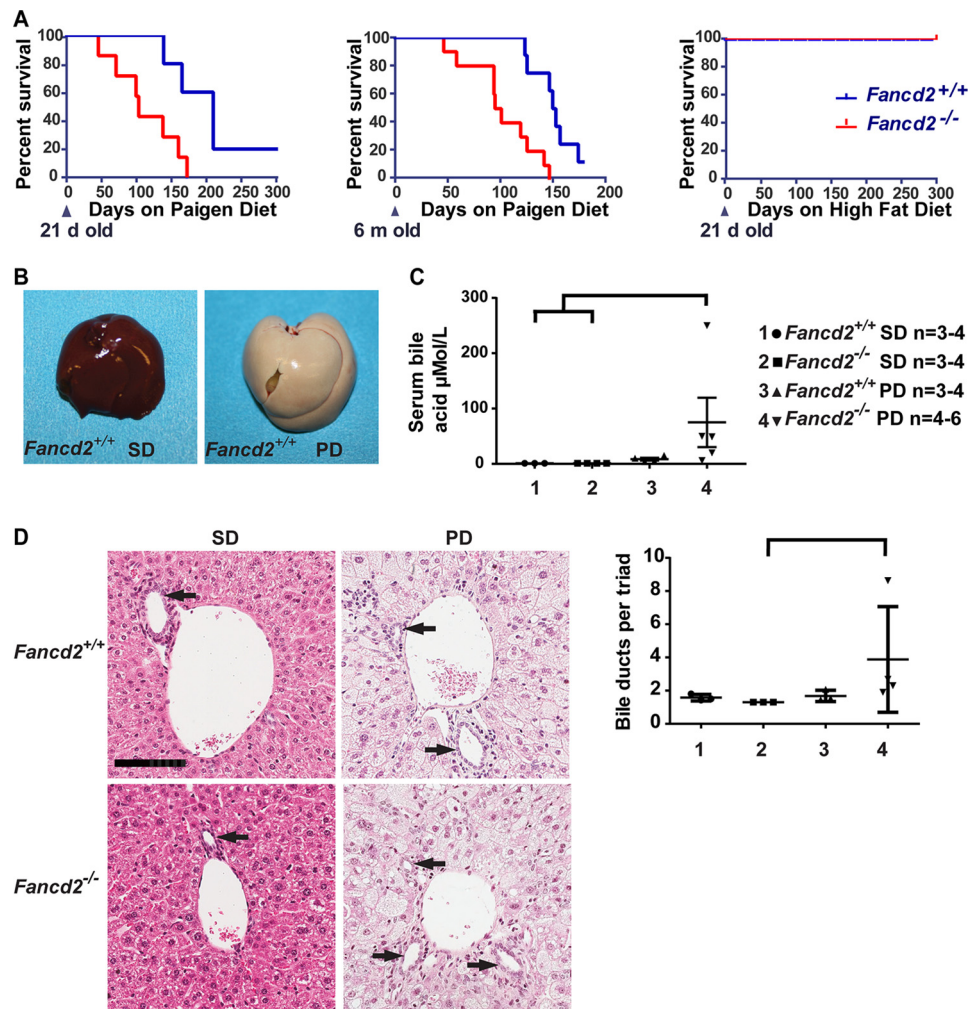 A
Percent survival
100
80
60
40
20
0
0 50 100 150 200 250 300
Days on Paigen Diet
21 d old
Percent survival
100
80
60
40
20
0
0 50 100 150 200
Days on Paigen Diet
6 m old
Percent survival
100
80
60
40
20
0
0 50 100 150 200 250 300
Days on High Fat Diet
21 d old
Fancd2+/+
Fancd2-/-
B
Fancd2+/+ SD
Fancd2+/+ PD
C
Serum bile
acid µMol/L
300
200
100
0
1 2 3 4
1 ● Fancd2+/+ SD n=3-4
2 ■ Fancd2-/- SD n=3-4
3 ▲ Fancd2+/+ PD n=3-4
4 ▼ Fancd2-/- PD n=4-6
D
SD PD
Fancd2+/+
Fancd2-/-
Bile ducts per triad
10
8
6
4
2
0
1 2 3 4